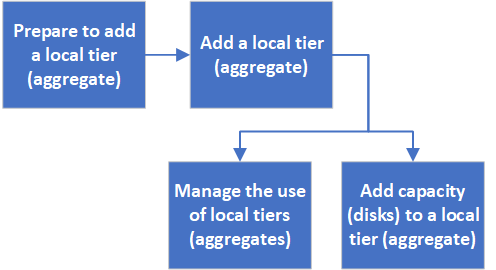 Prepare to add
a local tier
(aggregate)
Add a local tier
(aggregate)
Manage the use
of local tiers
(aggregates)
Add capacity
(disks) to a local
tier (aggregate)